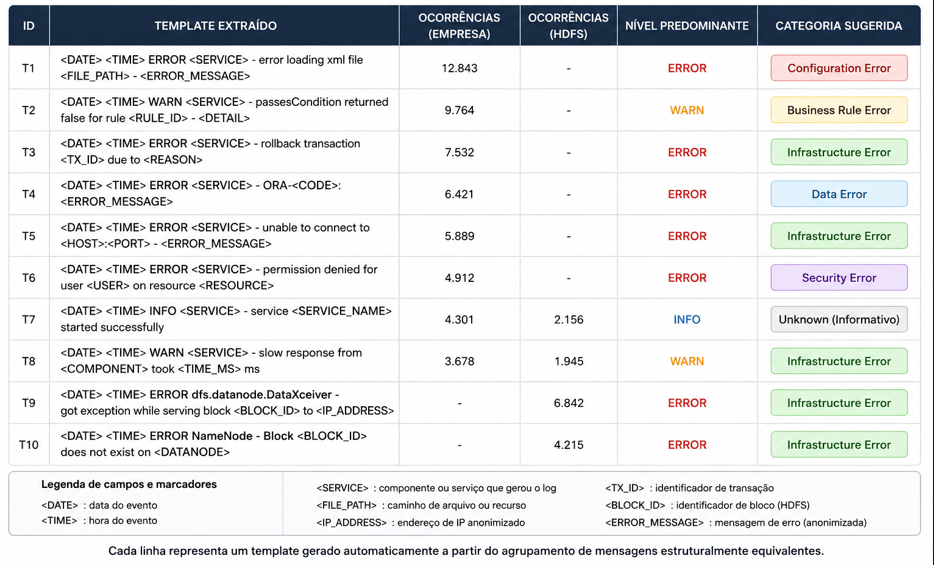 ID TEMPLATE EXTRAÍDO OCORRÊNCIAS (EMPRESA) OCORRÊNCIAS (HDFS) NÍVEL PREDOMINANTE CATEGORIA SUGERIDA
T1 <DATE> <TIME> ERROR <SERVICE> - error loading xml file
<FILE_PATH> - <ERROR_MESSAGE> 12.843 - ERROR Configuration Error
T2 <DATE> <TIME> WARN <SERVICE> - passesCondition returned
false for rule <RULE_ID> - <DETAIL> 9.764 - WARN Business Rule Error
T3 <DATE> <TIME> ERROR <SERVICE> - rollback transaction
<TX_ID> due to <REASON> 7.532 - ERROR Infrastructure Error
T4 <DATE> <TIME> ERROR <SERVICE> - ORA-<CODE>:
<ERROR_MESSAGE> 6.421 - ERROR Data Error
T5 <DATE> <TIME> ERROR <SERVICE> - unable to connect to
<HOST>:<PORT> - <ERROR_MESSAGE> 5.889 - ERROR Infrastructure Error
T6 <DATE> <TIME> ERROR <SERVICE> - permission denied for
user <USER> on resource <RESOURCE> 4.912 - ERROR Security Error
T7 <DATE> <TIME> INFO <SERVICE> - service <SERVICE_NAME>
started successfully 4.301 2.156 INFO Unknown (Informativo)
T8 <DATE> <TIME> WARN <SERVICE> - slow response from
<COMPONENT> took <TIME_MS> ms 3.678 1.945 WARN Infrastructure Error
T9 <DATE> <TIME> ERROR dfs.datanode.DataXceiver -
got exception while serving block <BLOCK_ID> to <IP_ADDRESS> - 6.842 ERROR Infrastructure Error
T10 <DATE> <TIME> ERROR NameNode - Block <BLOCK_ID>
does not exist on <DATANODE> - 4.215 ERROR Infrastructure Error
Legenda de campos e marcadores
<DATE> : data do evento
<TIME> : hora do evento
<SERVICE> : componente ou serviço que gerou o log
<FILE_PATH> : caminho de arquivo ou recurso
<IP_ADDRESS> : endereço de IP anonimizado
<TX_ID> : identificador de transação
<BLOCK_ID> : identificador de bloco (HDFS)
<ERROR_MESSAGE> : mensagem de erro (anonimizada)
Cada linha representa um template gerado automaticamente a partir do agrupamento de mensagens estruturalmente equivalentes.